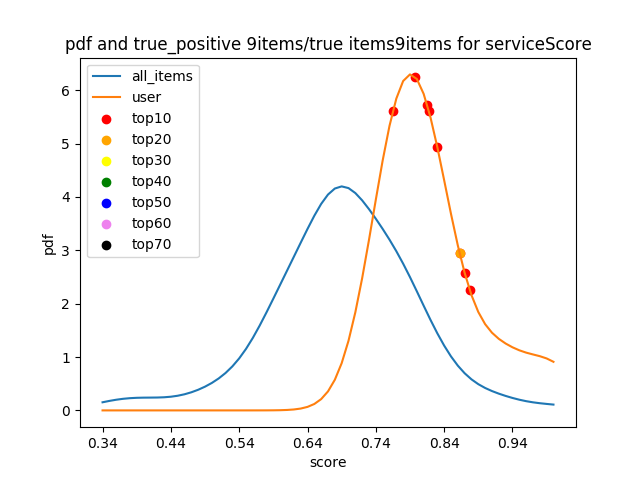 pdf and true_positive 9items/true items9items for serviceScore
all_items
user
top10
top20
top30
top40
top50
top60
top70
pdf
6
5
4
3
2
1
0
0.34 0.44 0.54 0.64 0.74 0.84 0.94
score